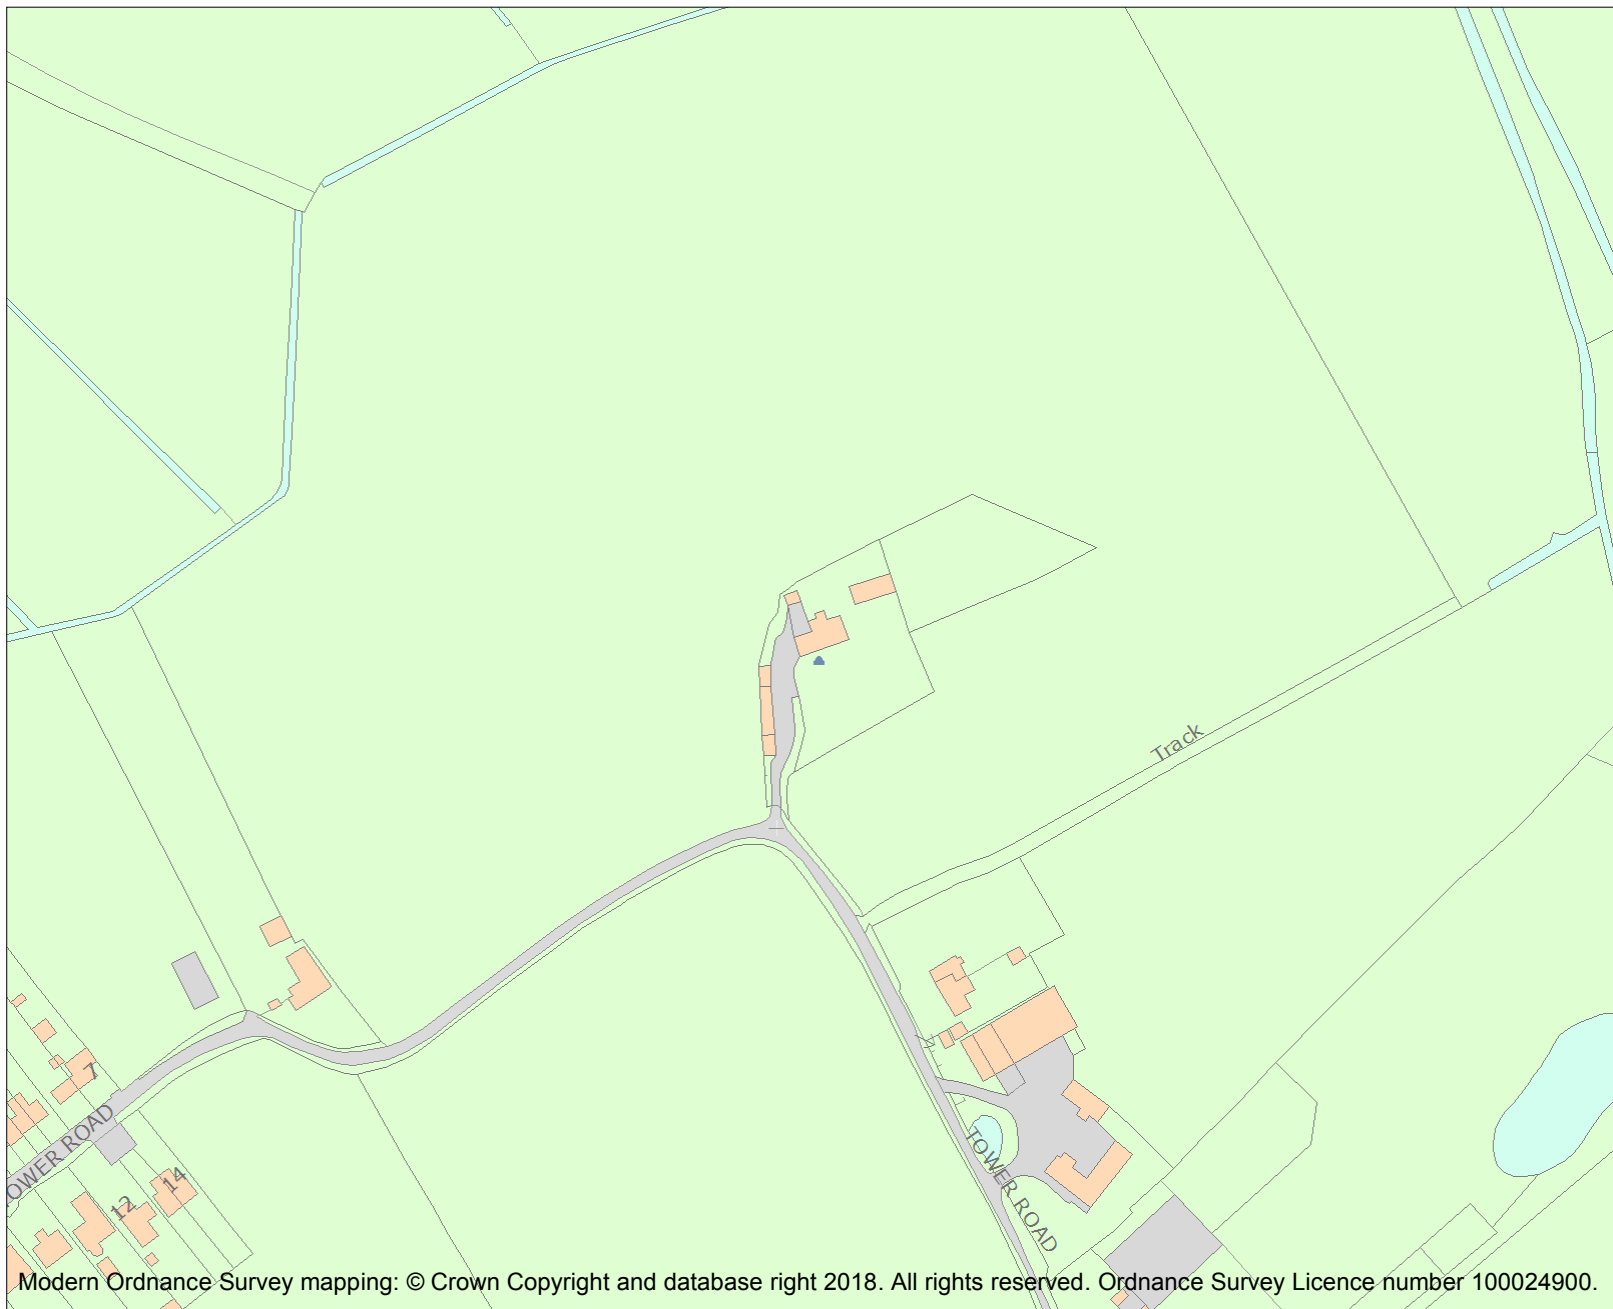 Track
7
OWER ROAD
14
12
TOWER ROAD
Modern Ordnance Survey mapping: © Crown Copyright and database right 2018. All rights reserved. Ordnance Survey Licence number 100024900.